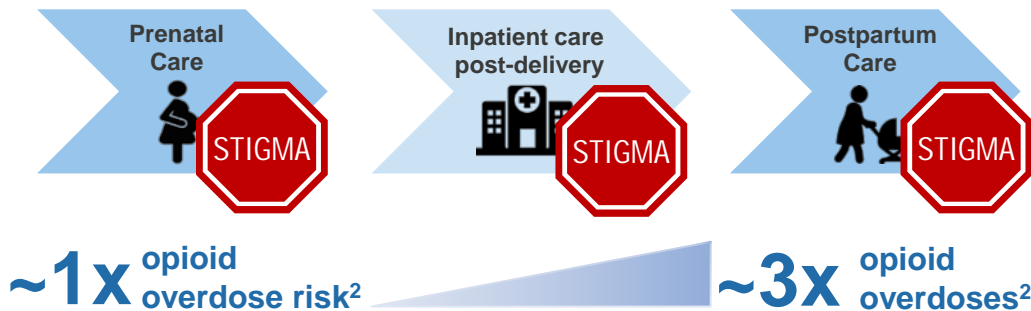 Prenatal
Care
STIGMA
Inpatient care
post-delivery
STIGMA
Postpartum
Care
STIGMA
~1x opioid
overdose risk²
~3x opioid
overdoses²